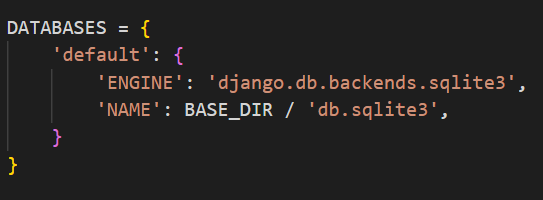 DATABASES = {
    'default': {
        'ENGINE': 'django.db.backends.sqlite3',
        'NAME': BASE_DIR / 'db.sqlite3',
    }
}